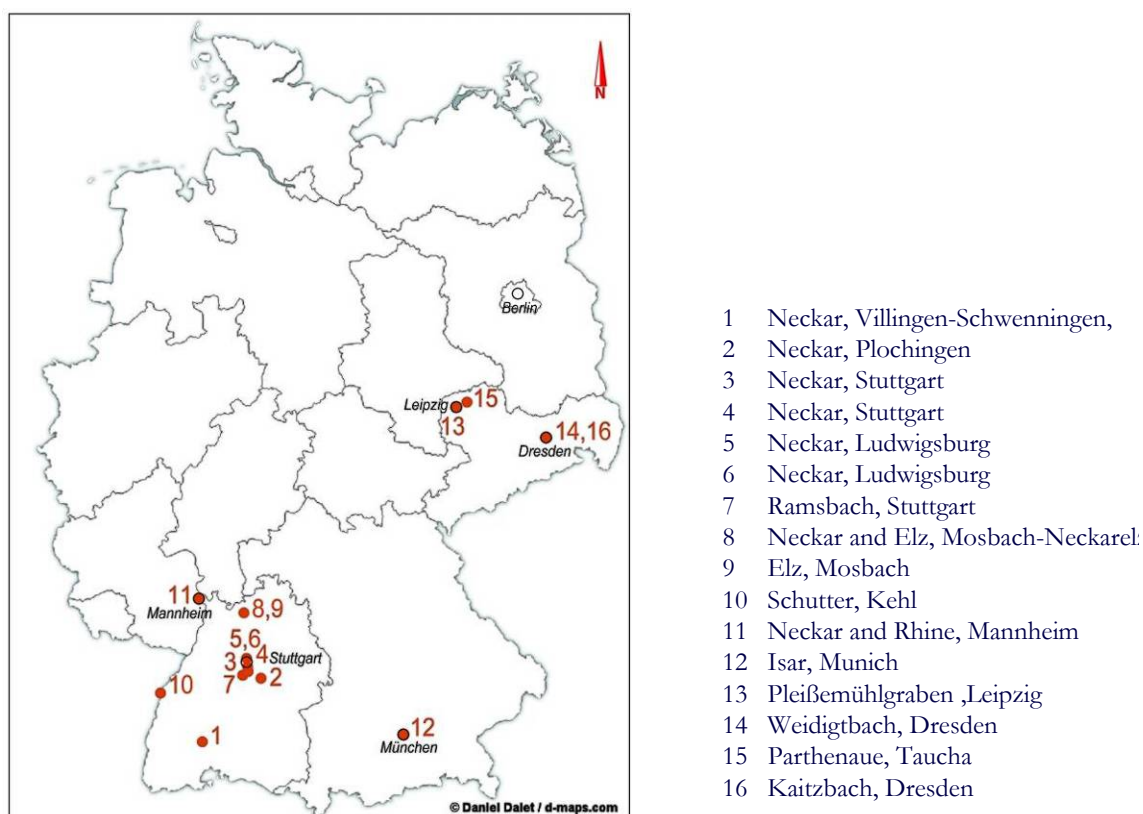 N
Berlin
Leipzig
15
13
14,16
Dresden
11
Mannheim
8,9
5,6
4
Stuttgart
3
7
2
10
1
12
München
© Daniel Dalet / d-maps.com
1 Neckar, Villingen-Schwenningen,
2 Neckar, Plochingen
3 Neckar, Stuttgart
4 Neckar, Stuttgart
5 Neckar, Ludwigsburg
6 Neckar, Ludwigsburg
7 Ramsbach, Stuttgart
8 Neckar and Elz, Mosbach-Neckarelz
9 Elz, Mosbach
10 Schutter, Kehl
11 Neckar and Rhine, Mannheim
12 Isar, Munich
13 Pleißemühlgraben ,Leipzig
14 Weidigtbach, Dresden
15 Parthenaue, Taucha
16 Kaitzbach, Dresden